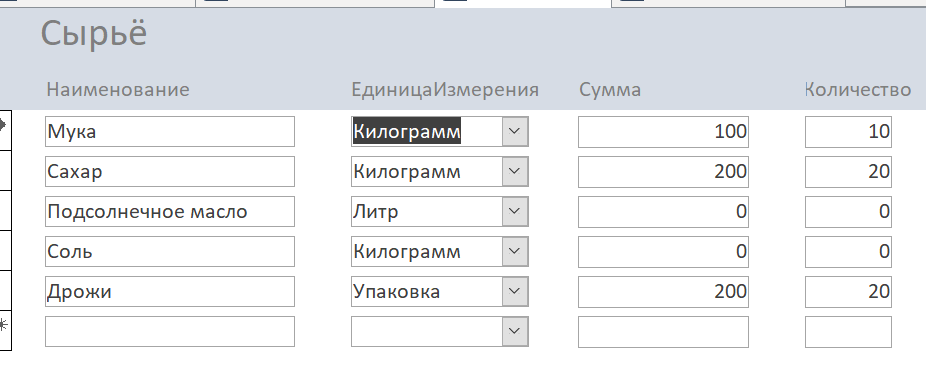 Сырьё
Наименование ЕдиницаИзмерения Сумма Количество
Мука Килограмм 100 10
Сахар Килограмм 200 20
Подсолнечное масло Литр 0 0
Соль Килограмм 0 0
Дрожи Упаковка 200 20